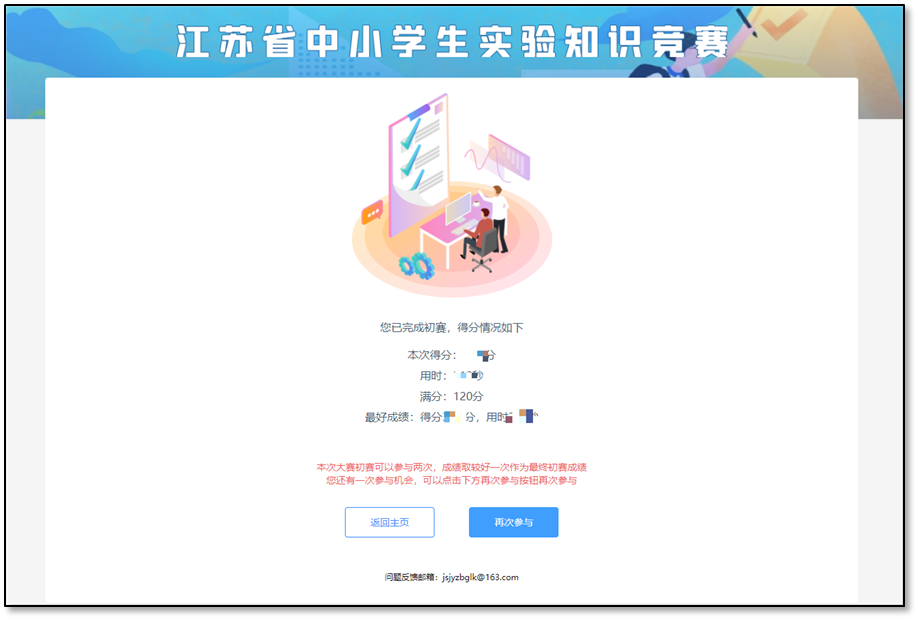 江苏省中小学生实验知识竞赛
您已完成初赛，得分情况如下
本次得分： 分
用时： 秒
满分：120分
最好成绩：得分 分，用时
本次大赛初赛可以参与两次，成绩取较好一次作为最终初赛成绩
您还有一次参与机会，可以点击下方再次参与按钮再次参与
返回主页
再次参与
问题反馈邮箱：jsjyzbglk@163.com